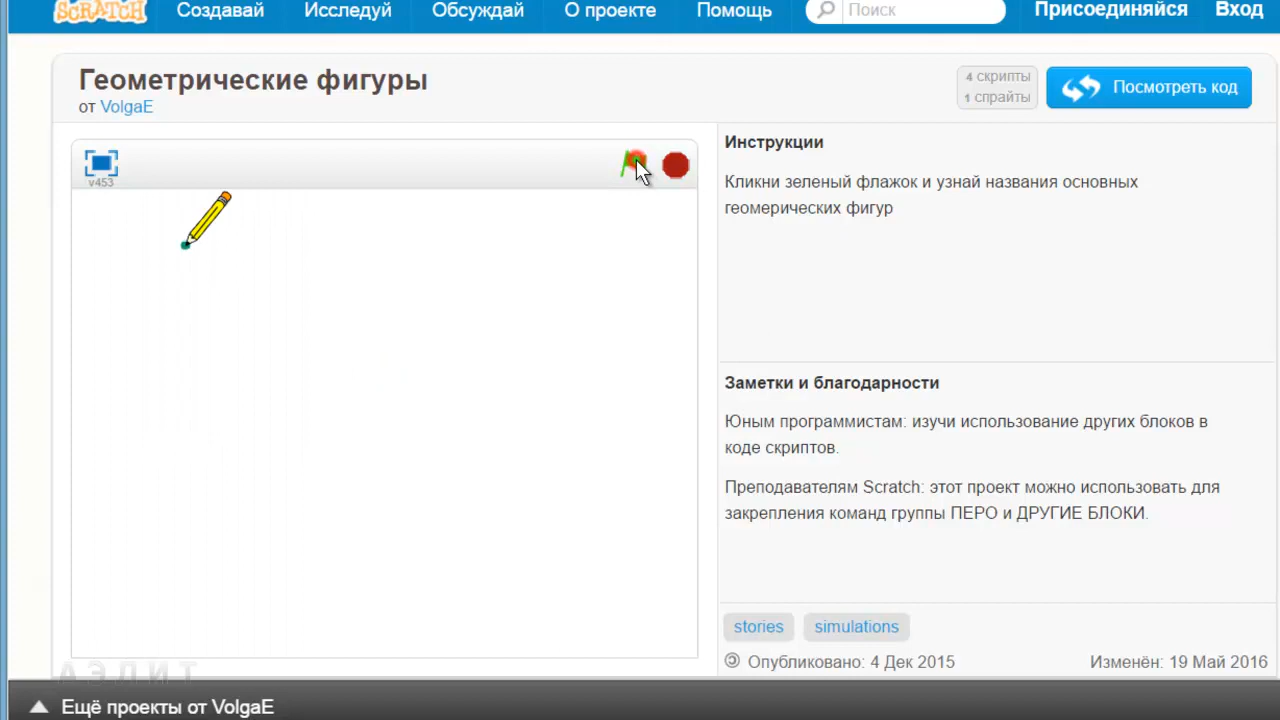 SCRATCH
Создавай Исследуй Обсуждай О проекте Помощь Поиск Присоединяйся Вход
Геометрические фигуры
от VolgaE
4 скрипты
1 спрайты
Посмотреть код
v453
Инструкции
Кликни зеленый флажок и узнай названия основных
геомерических фигур
Заметки и благодарности
Юным программистам: изучи использование других блоков в
коде скриптов.
Преподавателям Scratch: этот проект можно использовать для
закрепления команд группы ПЕРО и ДРУГИЕ БЛОКИ.
stories simulations
Опубликовано: 4 Дек 2015 Изменён: 19 Май 2016
АЭЛИТ
Ещё проекты от VolgaE